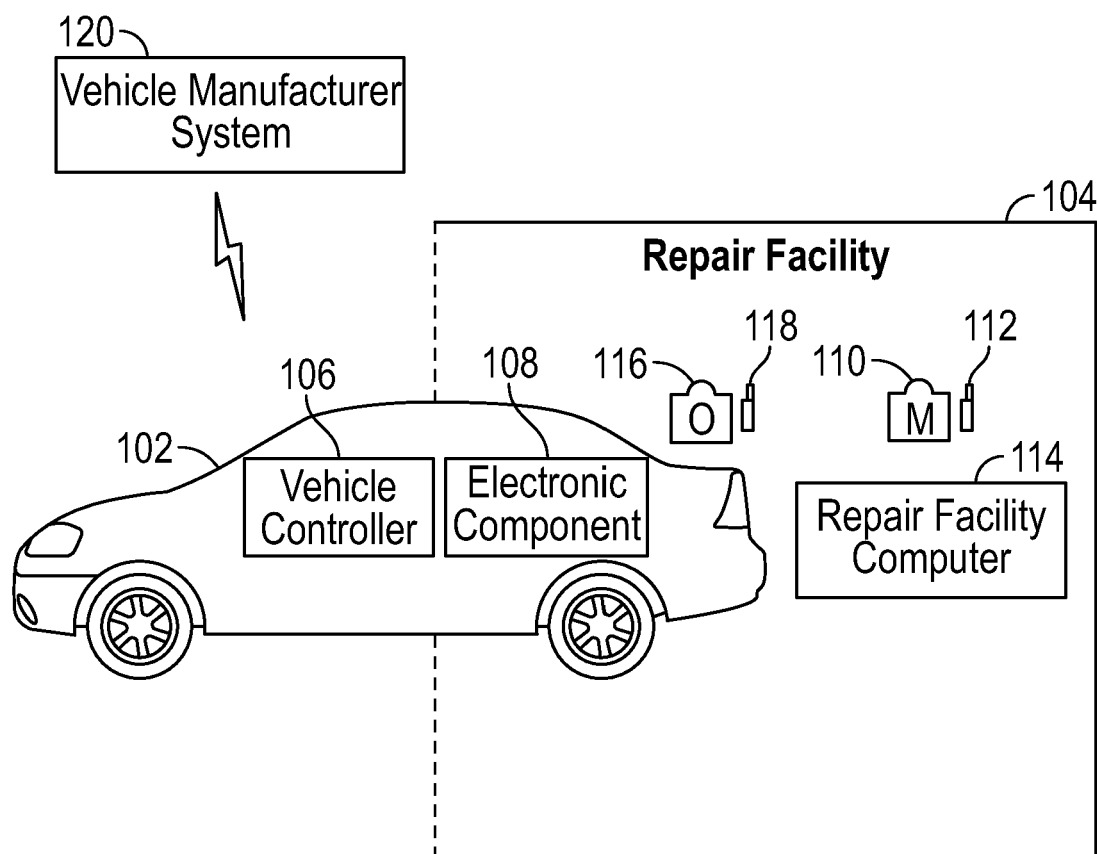 120
Vehicle Manufacturer
System
104
Repair Facility
118
112
116
110
108
106
O
M
102
114
Vehicle
Controller
Electronic
Component
Repair Facility
Computer